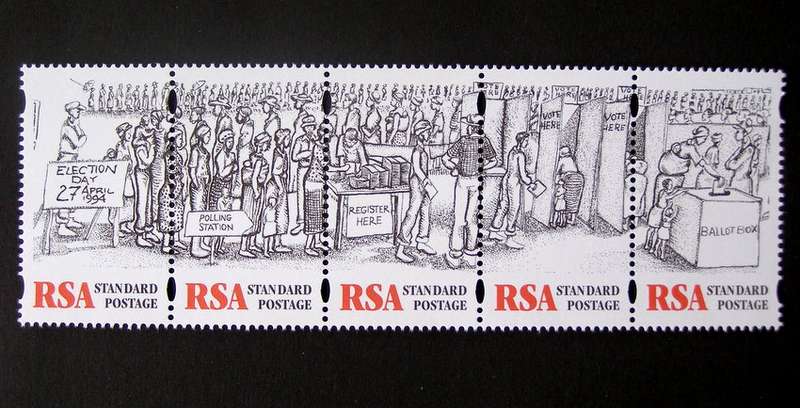 ELECTION
DAY
27 APRIL
1994
POLLING
STATION
REGISTER
HERE
VOTE
HERE
VOTE
HERE
BALLOT BOX
RSA STANDARD
POSTAGE
RSA STANDARD
POSTAGE
RSA STANDARD
POSTAGE
RSA STANDARD
POSTAGE
RSA STANDARD
POSTAGE